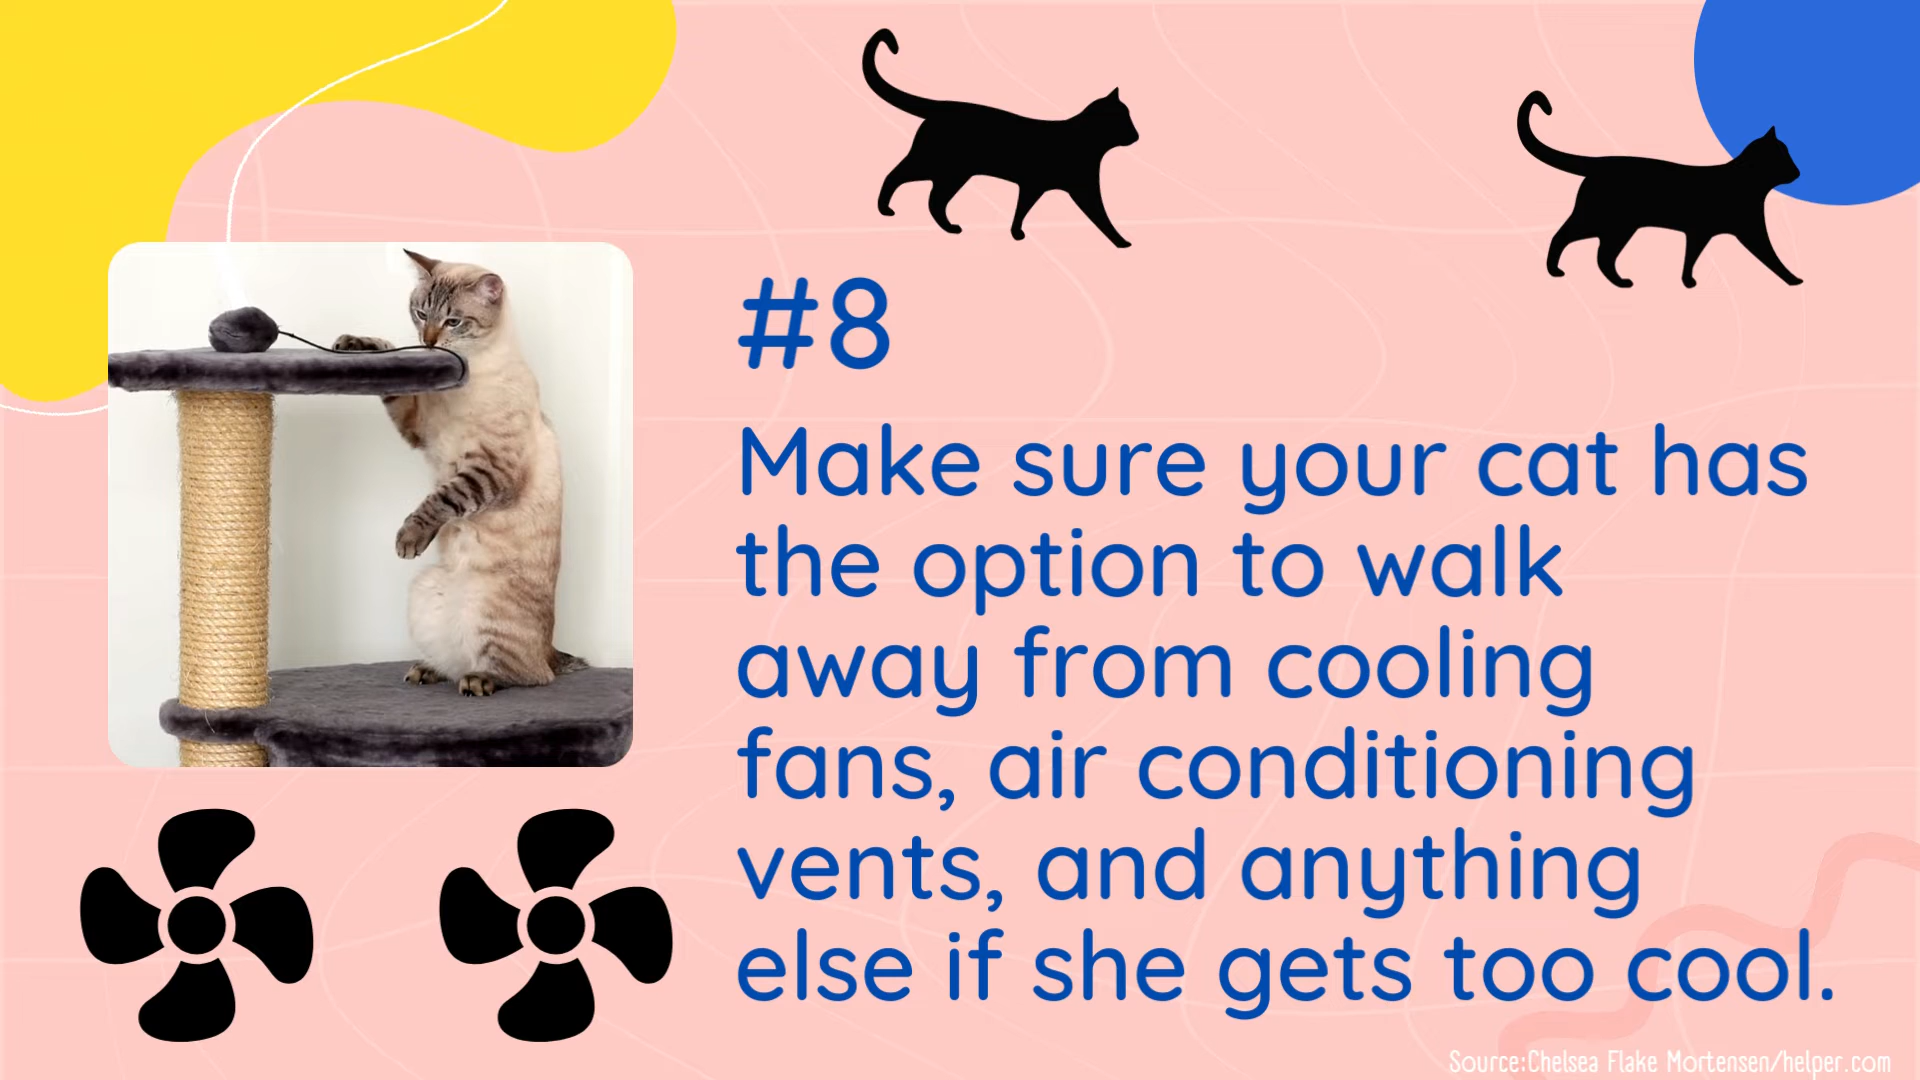 #8
Make sure your cat has
the option to walk
away from cooling
fans, air conditioning
vents, and anything
else if she gets too cool.
Source:Chelsea Flake Mortensen/helper.com